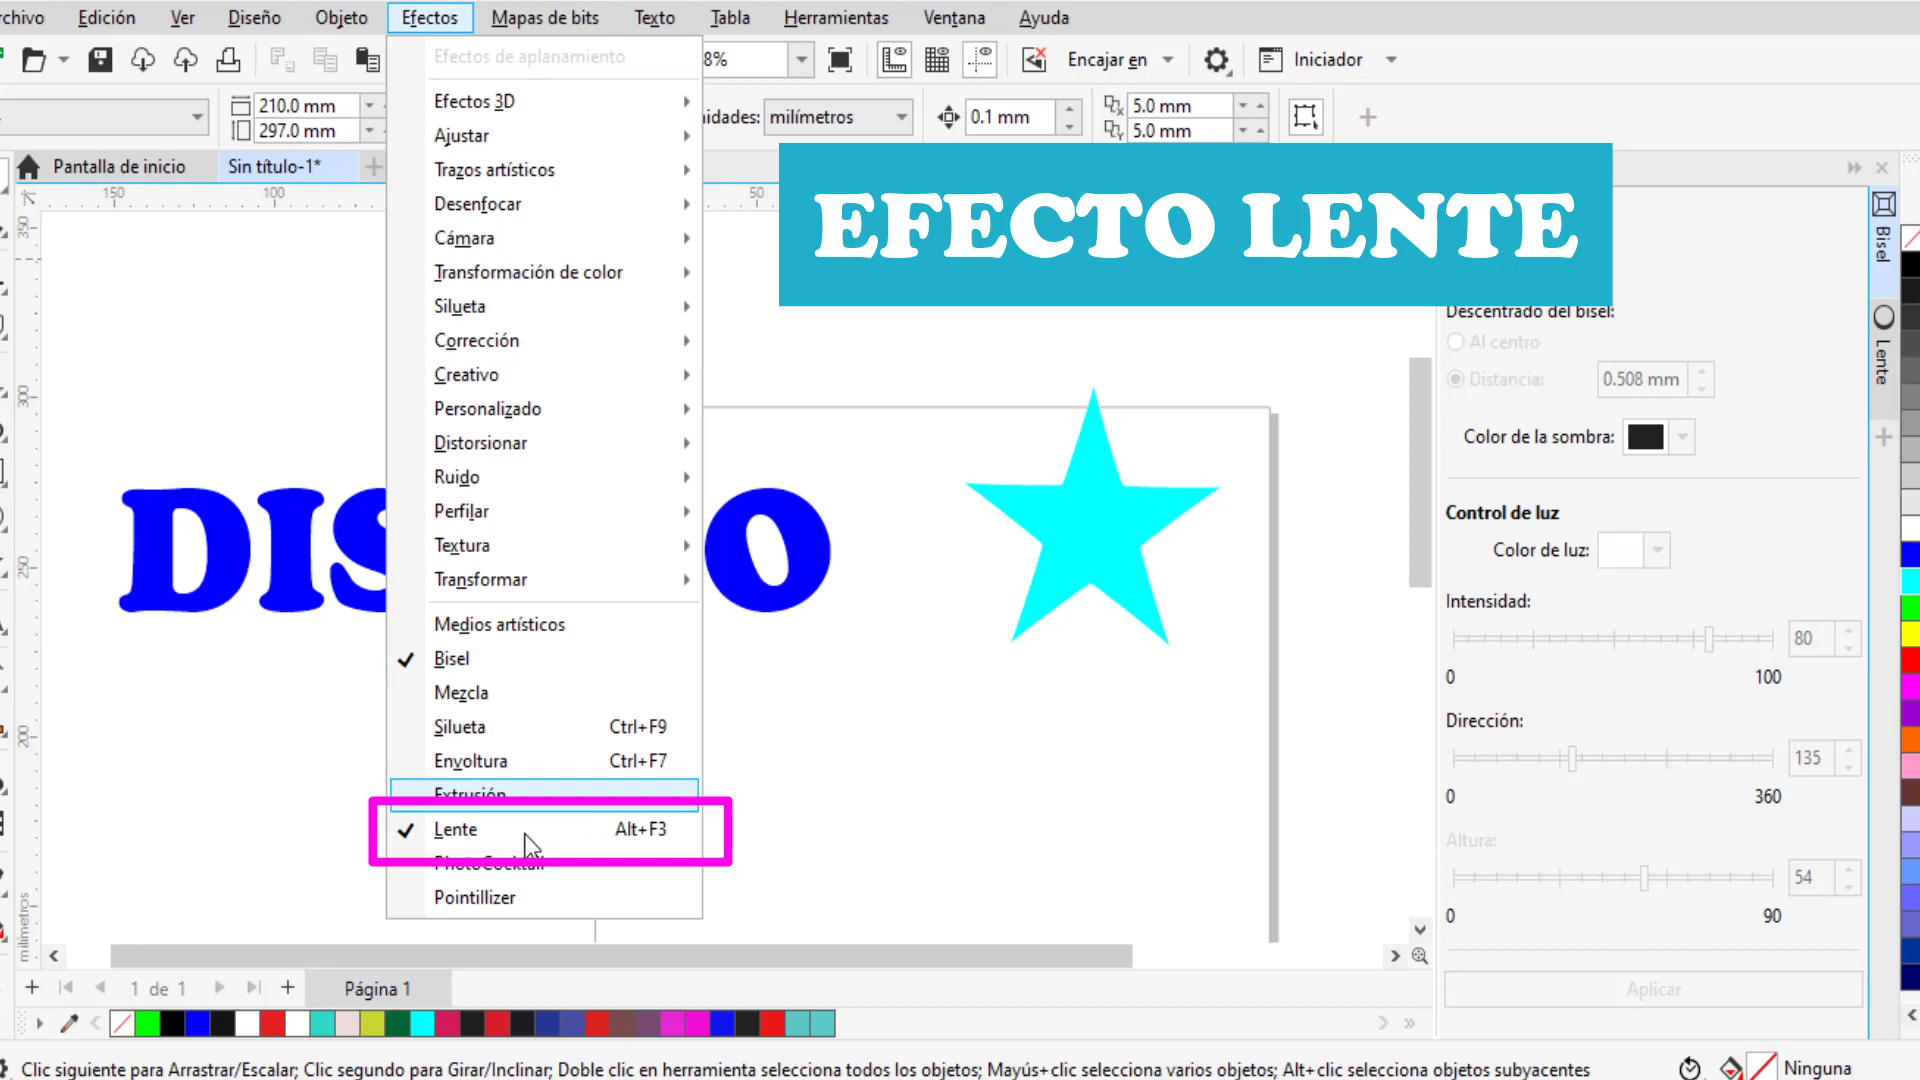 rchivo Edición Ver Diseño Objeto Efectos Mapas de bits Texto Tabla Herramientas Ventana Ayuda
8% Encajar en Iniciador
210.0 mm
297.0 mm
idades: milímetros 0.1 mm 5.0 mm
5.0 mm
Pantalla de inicio Sin título-1*
150 100 50
EFECTO LENTE
Efectos de aplanamiento
Efectos 3D
Ajustar
Trazos artísticos
Desenfocar
Cámara
Transformación de color
Silueta
Corrección
Creativo
Personalizado
Distorsionar
Ruido
Perfilar
Textura
Transformar
Medios artísticos
Bisel
Mezcla
Silueta Ctrl+F9
Envoltura Ctrl+F7
Extrusión
Lente Alt+F3
PhotoCocktail
Pointillizer
350
300
250
200
milímetros
DIS O
Descentrado del bisel:
Al centro
Distancia: 0.508 mm
Color de la sombra:
Control de luz
Color de luz:
Intensidad:
80
0 100
Dirección:
135
0 360
Altura:
54
0 90
Aplicar
Bisel
Lente
1 de 1 Página 1
Clic siguiente para Arrastrar/Escalar; Clic segundo para Girar/Inclinar; Doble clic en herramienta selecciona todos los objetos; Mayús+clic selecciona varios objetos; Alt+clic selecciona objetos subyacentes Ninguna